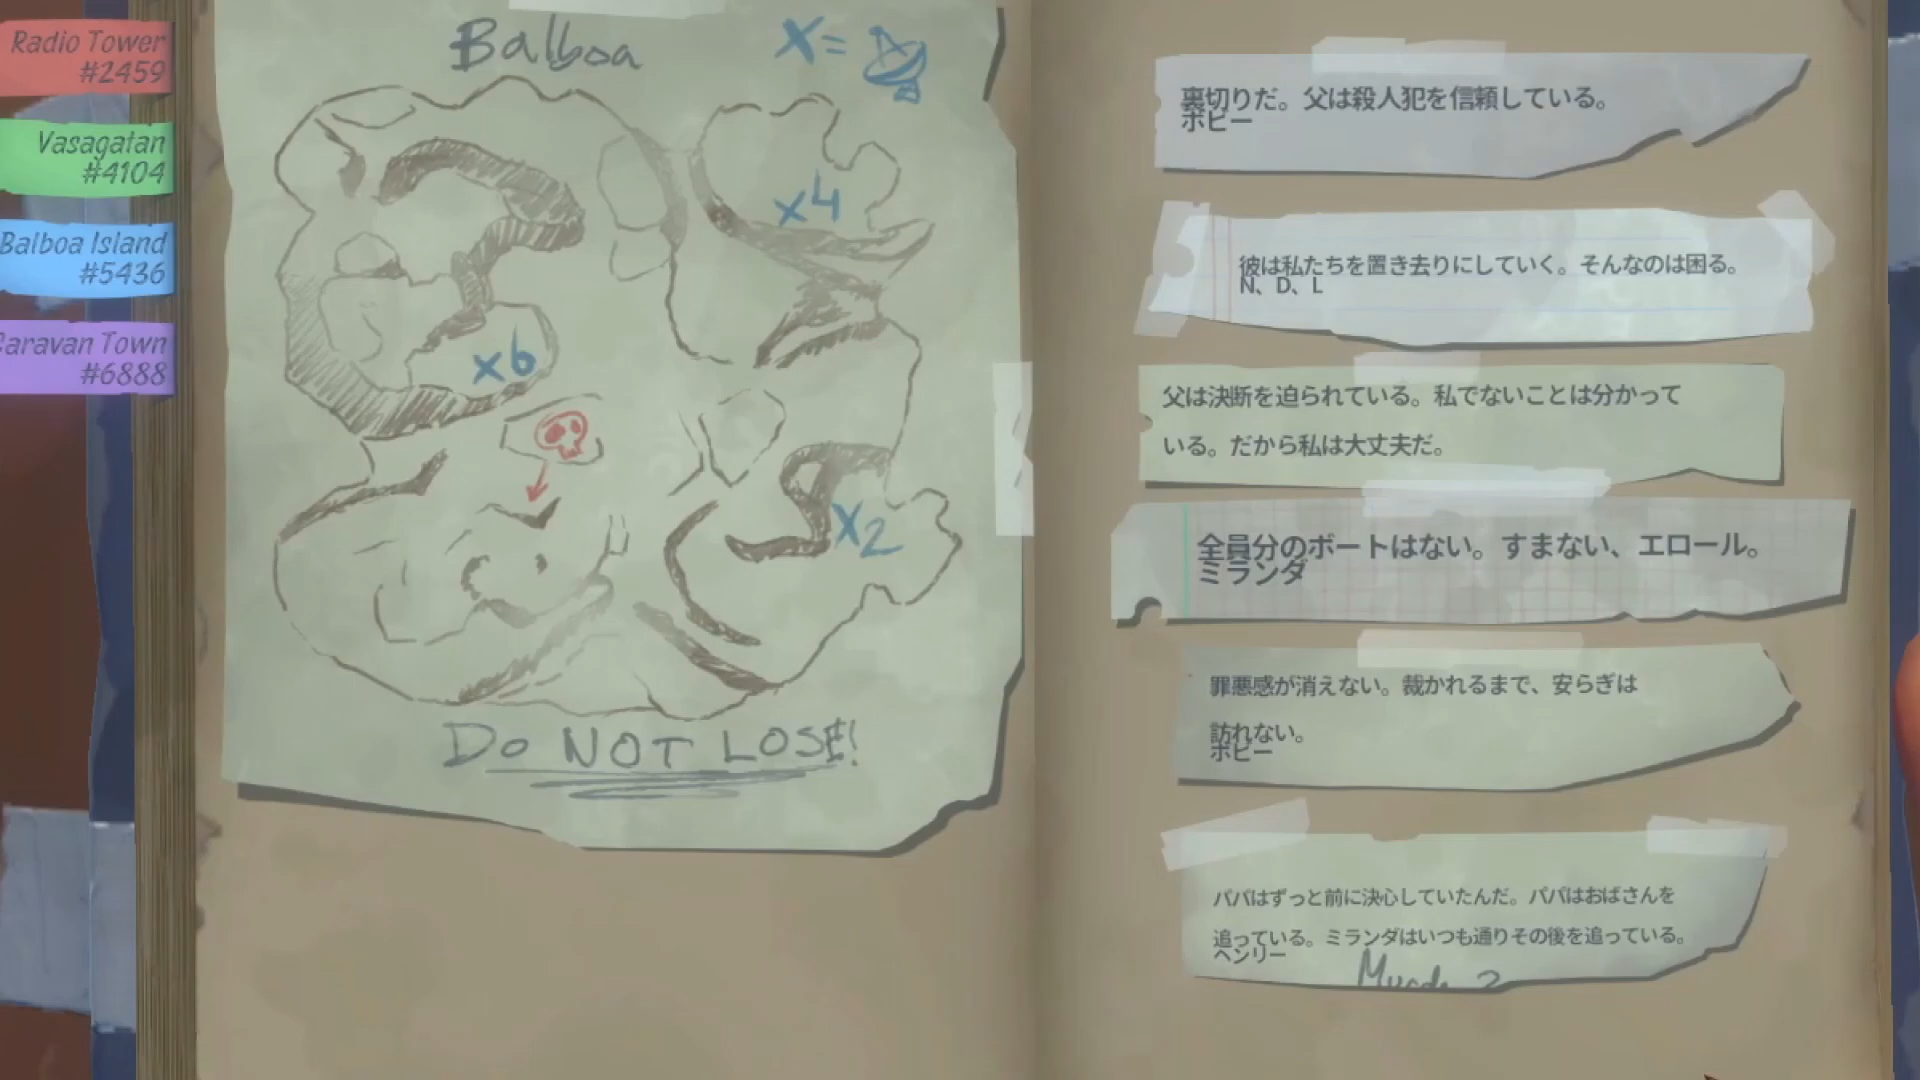 Radio Tower
#2459
Vasagatan
#4104
Balboa Island
#5436
Caravan Town
#6888
Balboa
X=
x4
x6
x2
Do NOT LOSE!
裏切りだ。父は殺人犯を信頼している。
ボビー
彼は私たちを置き去りにしていく。そんなのは困る。
N、D、L
父は決断を迫られている。私でないことは分かって
いる。だから私は大丈夫だ。
全員分のボートはない。すまない、エロール。
ミランダ
罪悪感が消えない。裁かれるまで、安らぎは
訪れない。
ボビー
パパはずっと前に決心していたんだ。パパはおばさんを
追っている。ミランダはいつも通りその後を追っている。
ヘンリー